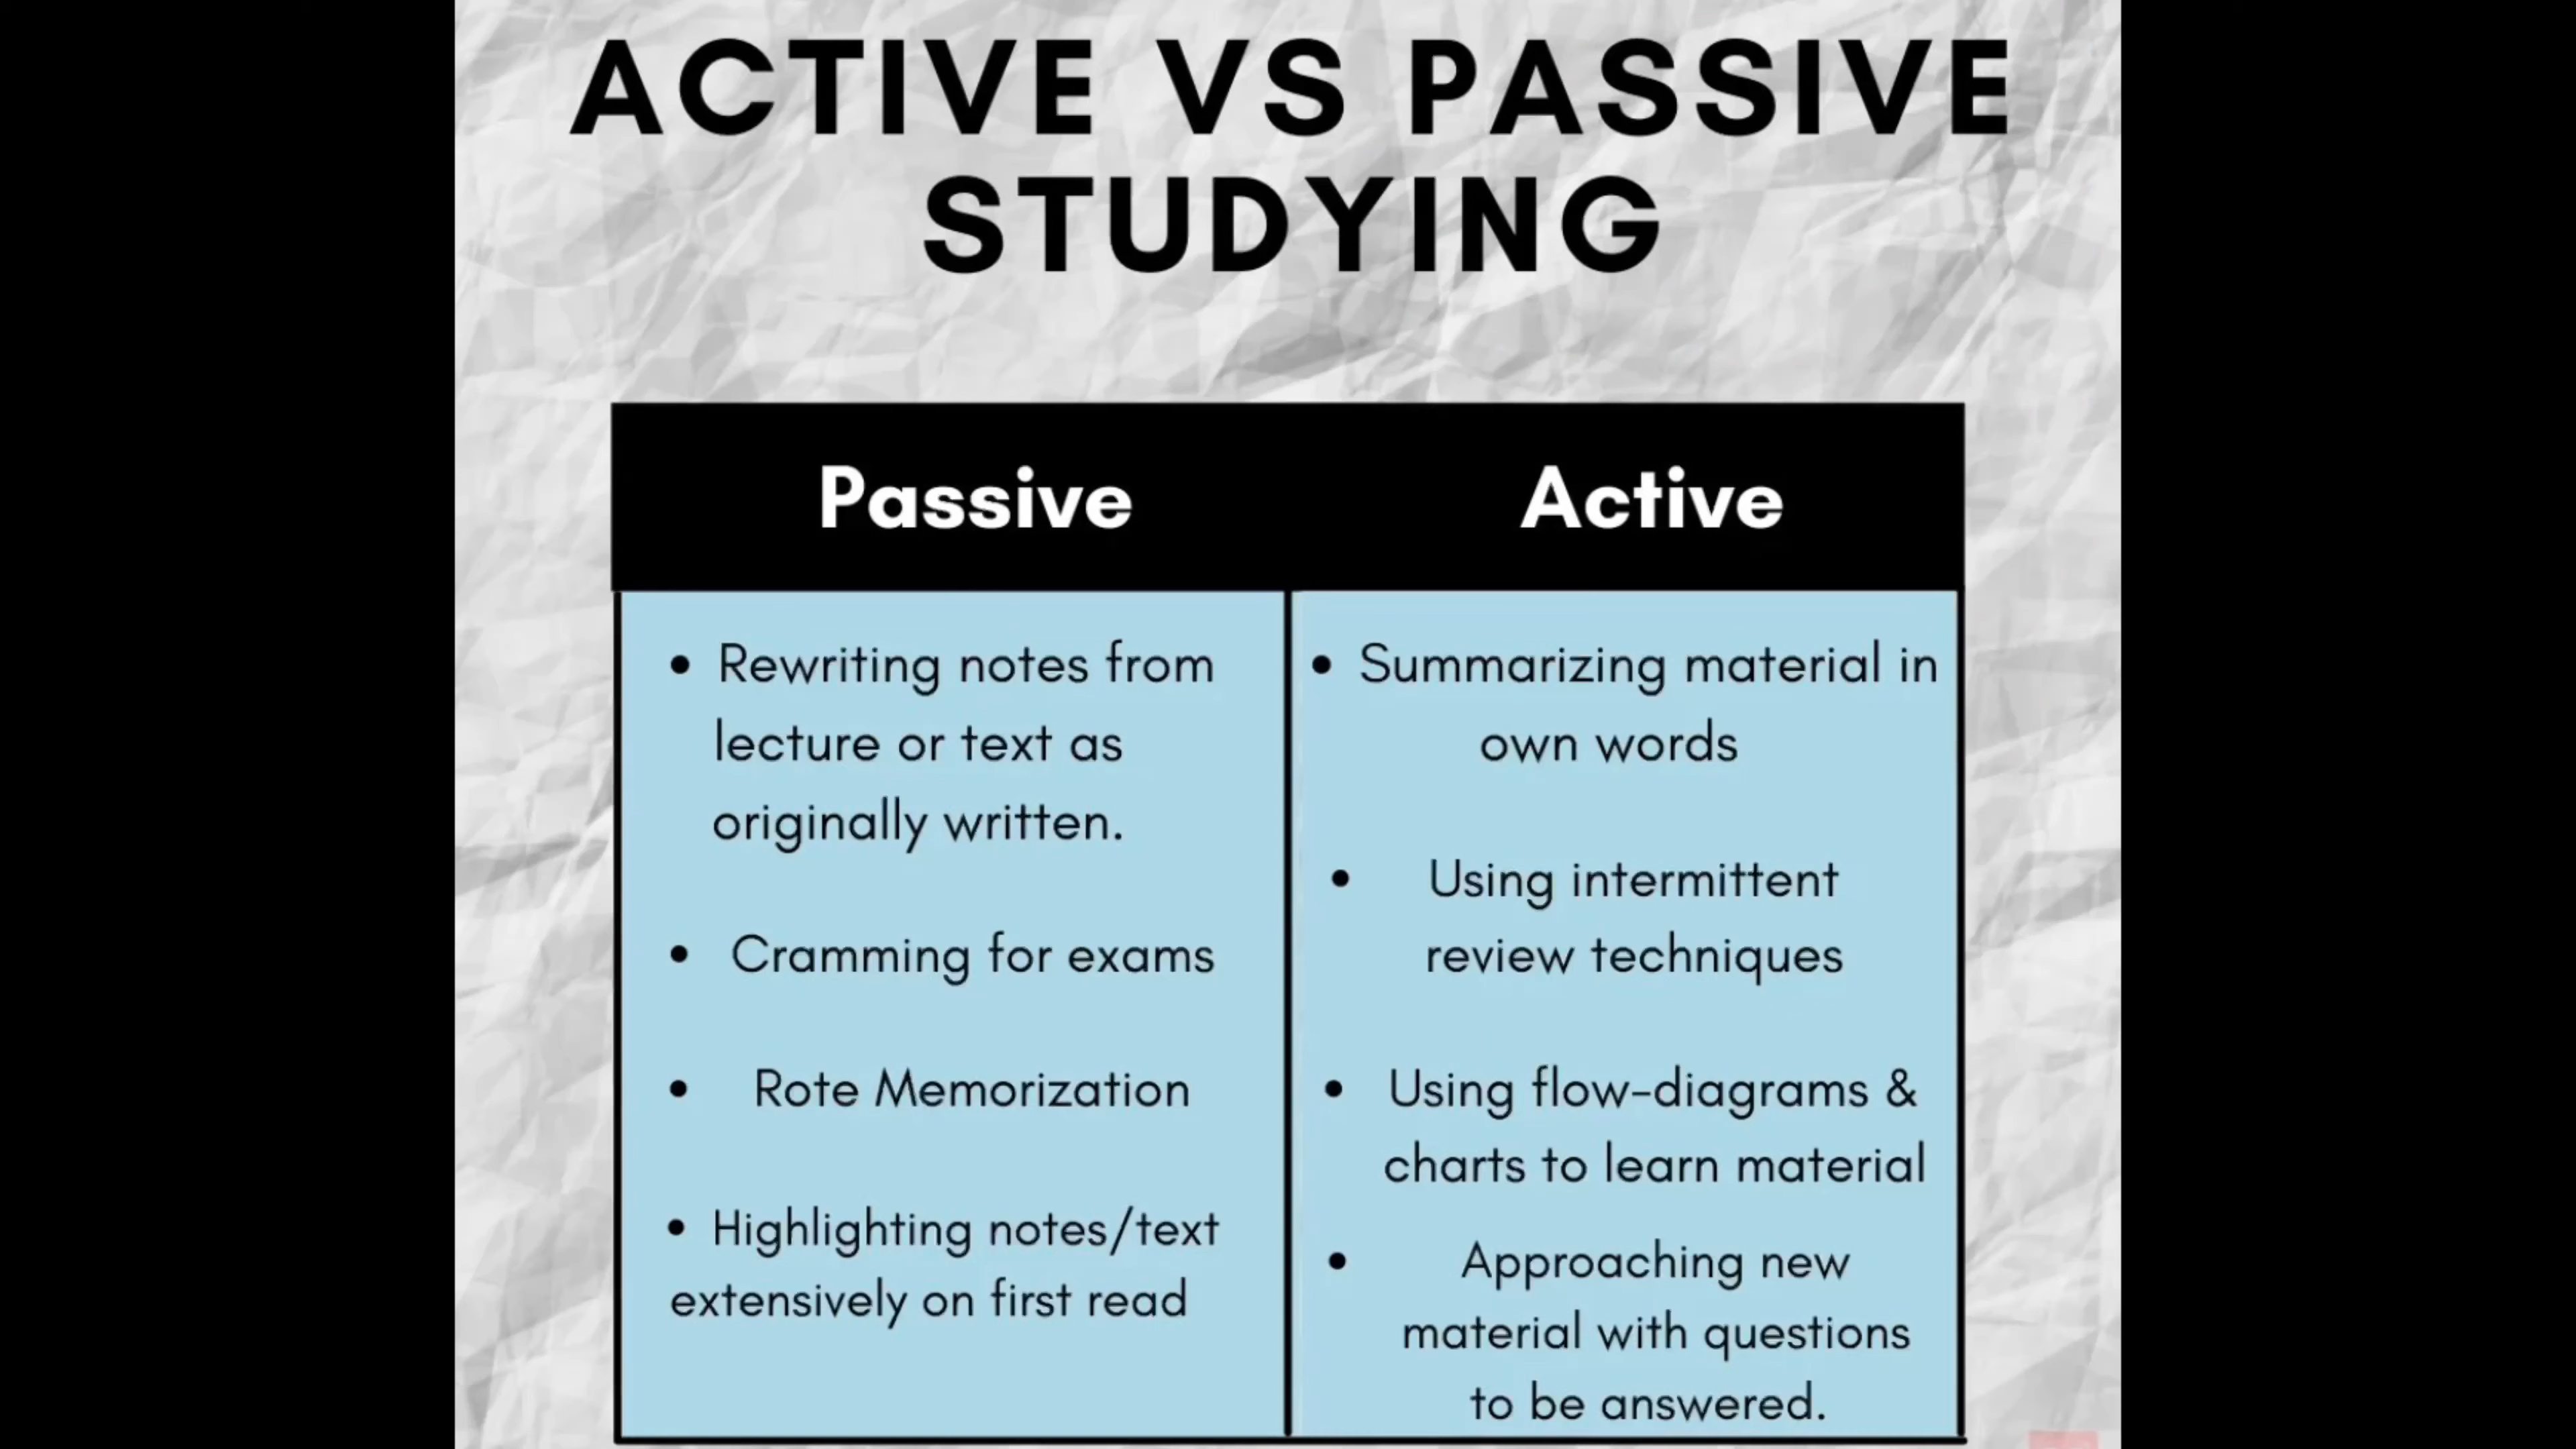 ACTIVE VS PASSIVE
STUDYING
Passive
• Rewriting notes from
lecture or text as
originally written.
• Cramming for exams
• Rote Memorization
• Highlighting notes/text
extensively on first read
Active
• Summarizing material in
own words
• Using intermittent
review techniques
• Using flow-diagrams &
charts to learn material
• Approaching new
material with questions
to be answered.